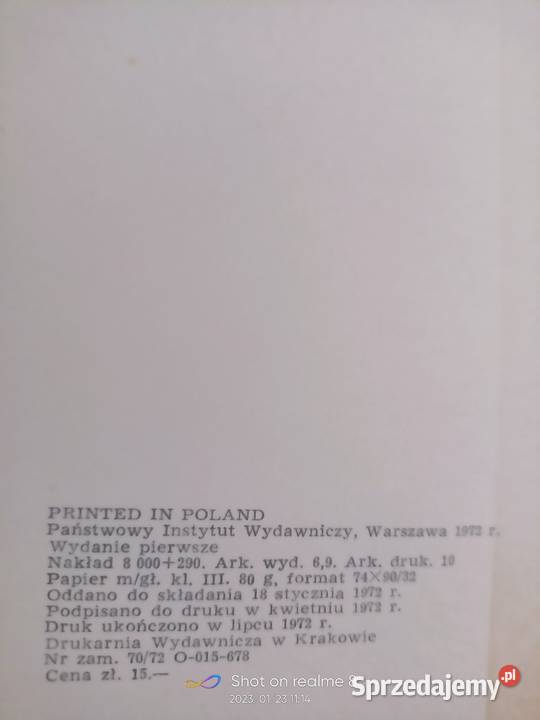 PRINTED IN POLAND
Państwowy Instytut Wydawniczy, Warszawa 1972 r.
Wydanie pierwsze
Nakład 8 000+290. Ark. wyd. 6,9. Ark. druk. 10
Papier m/gł. kl. III. 80 g, format 74×90/32
Oddano do składania 18 stycznia 1972 r.
Podpisano do druku w kwietniu 1972 r.
Druk ukończono w lipcu 1972 r.
Drukarnia Wydawnicza w Krakowie
Nr zam. 70/72 O-015-678
Cena zł. 15.—
Shot on realme 8
2023.01.23 11:14
Sprzedajemy.pl